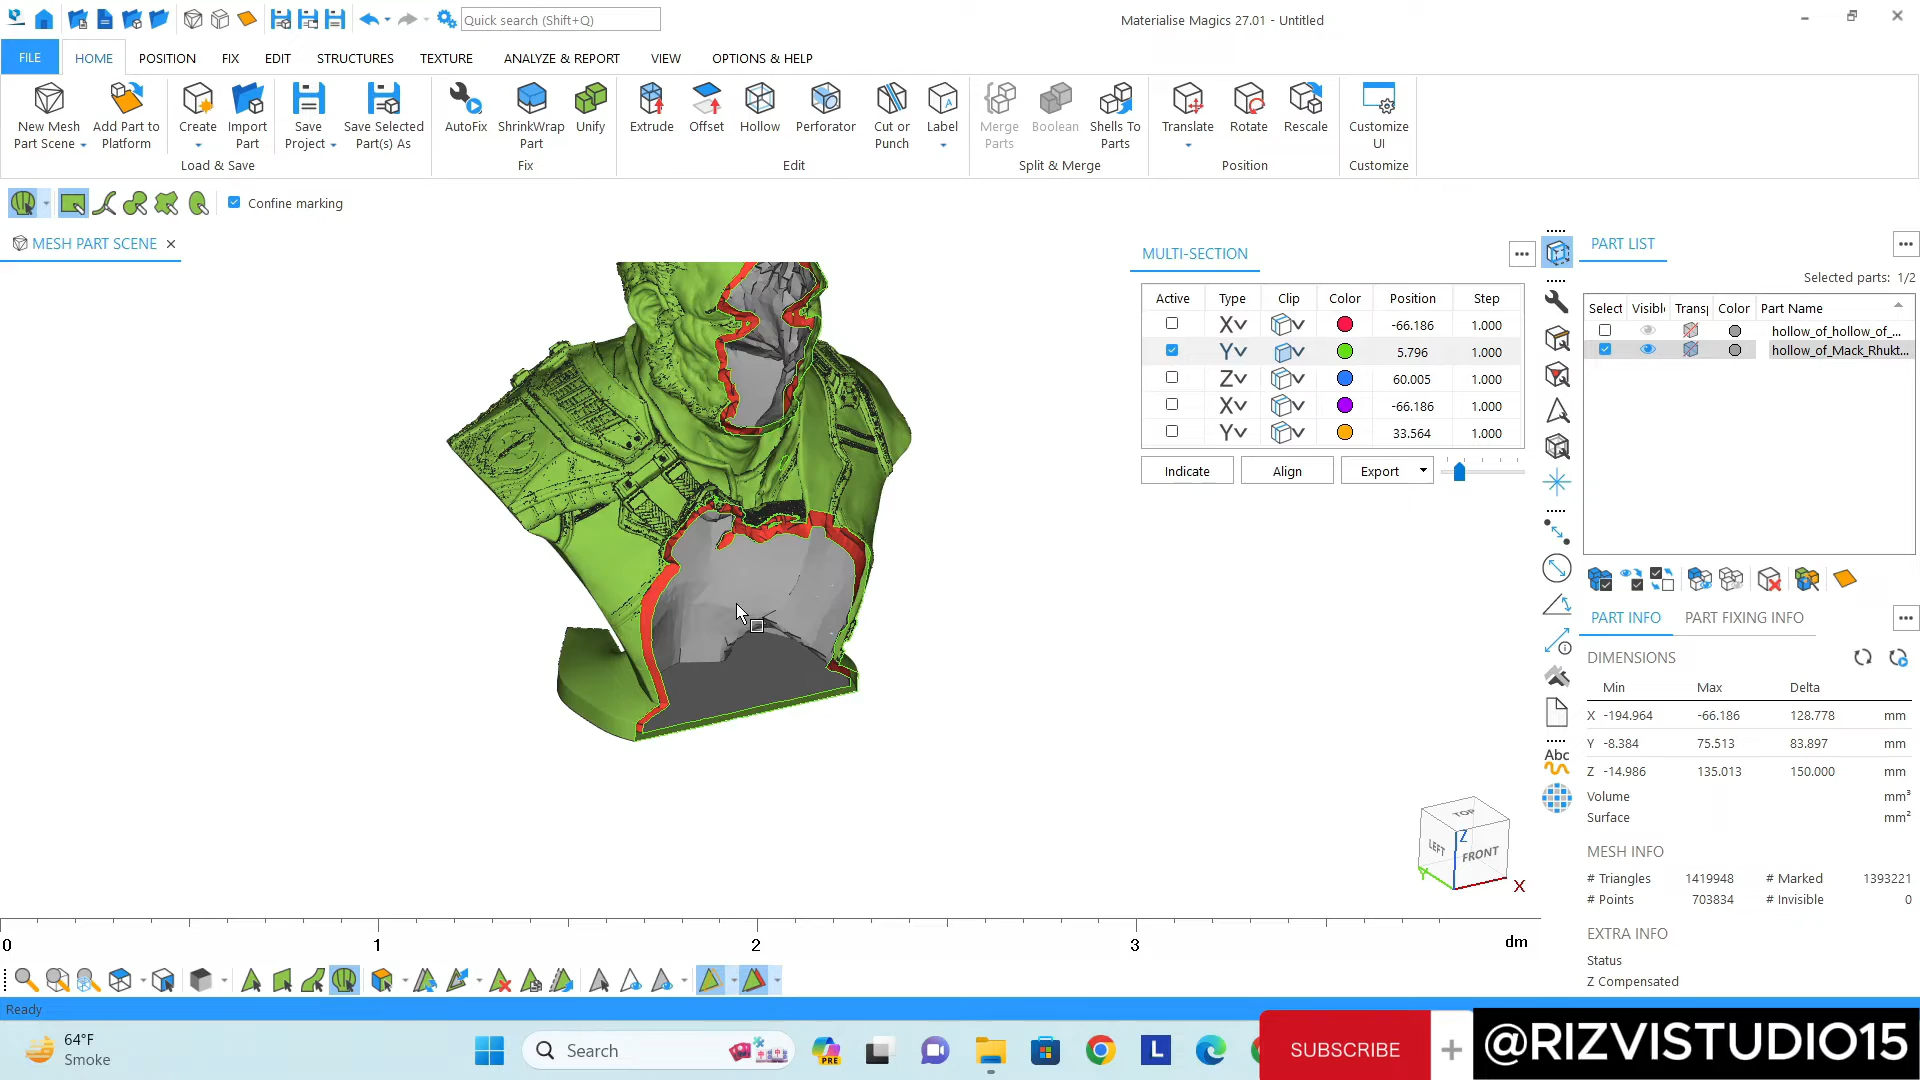 Quick search (Shift+Q)
Materialise Magics 27.01 - Untitled
FILE HOME POSITION FIX EDIT STRUCTURES TEXTURE ANALYZE & REPORT VIEW OPTIONS & HELP
New Mesh Part Scene
Add Part to Platform
Create
Import Part
Save Project
Save Selected Part(s) As
AutoFix
ShrinkWrap Part
Unify
Extrude
Offset
Hollow
Perforator
Cut or Punch
Label
Merge Parts
Boolean
Shells To Parts
Translate
Rotate
Rescale
Customize UI
Load & Save
Fix
Edit
Split & Merge
Position
Customize
Confine marking
MESH PART SCENE
MULTI-SECTION
Active Type Clip Color Position Step
X -66.186 1.000
Y 5.796 1.000
Z 60.005 1.000
X -66.186 1.000
Y 33.564 1.000
Indicate Align Export
PART LIST
Selected parts: 1/2
Select Visibl Transp Color Part Name
hollow_of_hollow_of_...
hollow_of_Mack_Rhukt...
Abc
PART INFO PART FIXING INFO
DIMENSIONS
Min Max Delta
X -194.964 -66.186 128.778 mm
Y -8.384 75.513 83.897 mm
Z -14.986 135.013 150.000 mm
Volume mm³
Surface mm²
MESH INFO
# Triangles 1419948 # Marked 1393221
# Points 703834 # Invisible 0
EXTRA INFO
Status
Z Compensated
TOP
LEFT FRONT
Z
Y
X
0 1 2 3 dm
Ready
64°F
Smoke
Search
PRE
L
SUBSCRIBE
@RIZVISTUDIO15